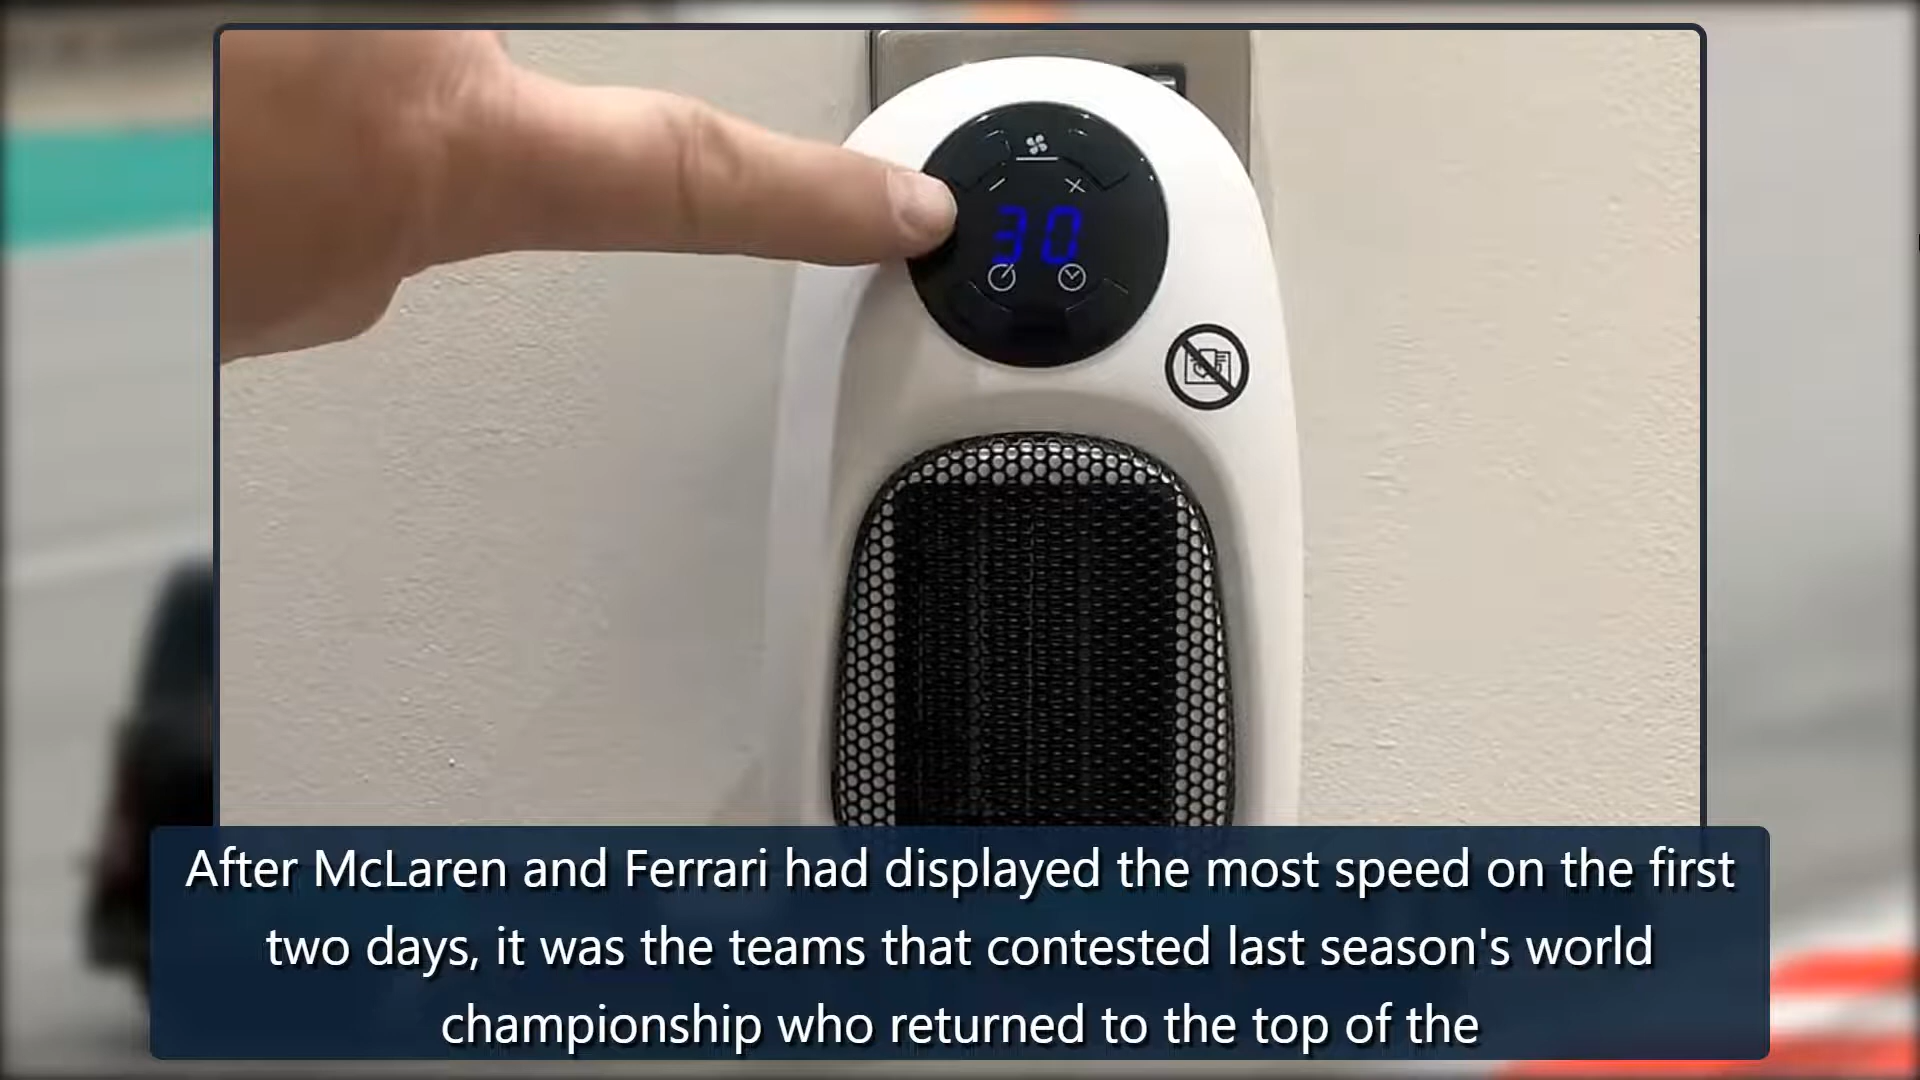 30
After McLaren and Ferrari had displayed the most speed on the first
two days, it was the teams that contested last season's world
championship who returned to the top of the